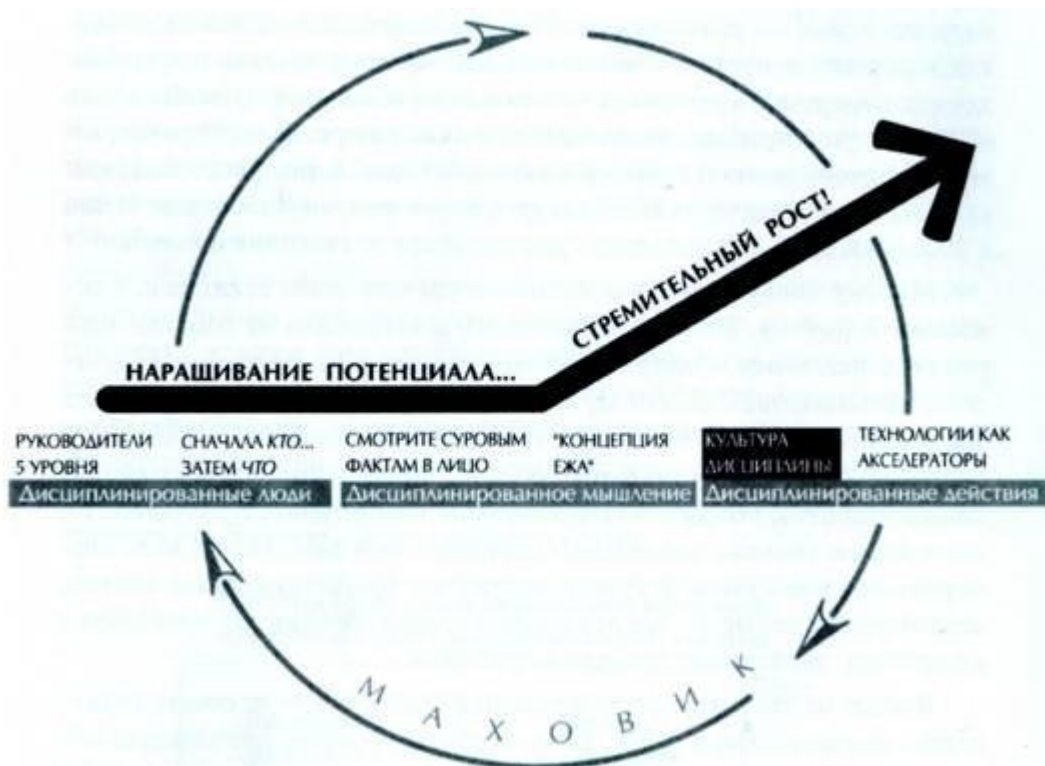 СТРЕМИТЕЛЬНЫЙ РОСТ!
НАРАШИВАНИЕ ПОТЕНЦИАЛА...
РУКОВОДИТЕЛИ
5 УРОВНЯ
СНАЧАЛА КТО...
ЗАТЕМ ЧТО
СМОТРИТЕ СУРОВЫМ
ФАКТАМ В ЛИЦО
"КОНЦЕПЦИЯ
ЕЖА"
КУЛЬТУРА
ДИСЦИПЛИНЫ
ТЕХНОЛОГИИ КАК
АКСЕЛЕРАТОРЫ
Дисциплинированные люди
Дисциплинированное мышление
Дисциплинированные действия
МАХОВИК